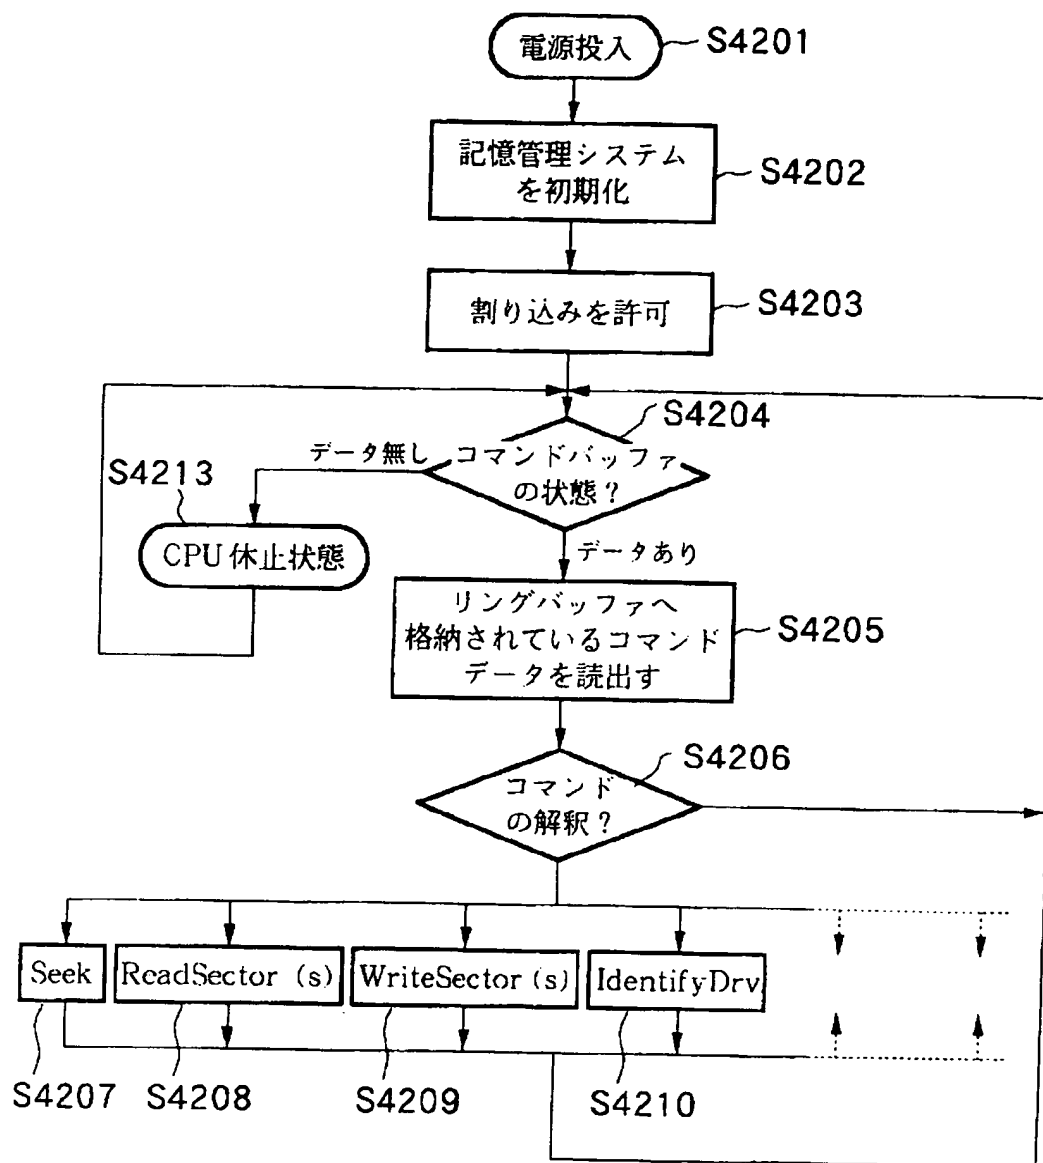 電源投入
S4201
記憶管理システム
を初期化
S4202
割り込みを許可
S4203
S4204
データ無し
コマンドバッファ
の状態?
S4213
CPU 休止状態
データあり
リングバッファへ
格納されているコマンド
データを読出す
S4205
S4206
コマンド
の解釈?
Seek
ReadSector (s)
WriteSector (s)
IdentifyDrv
S4207
S4208
S4209
S4210